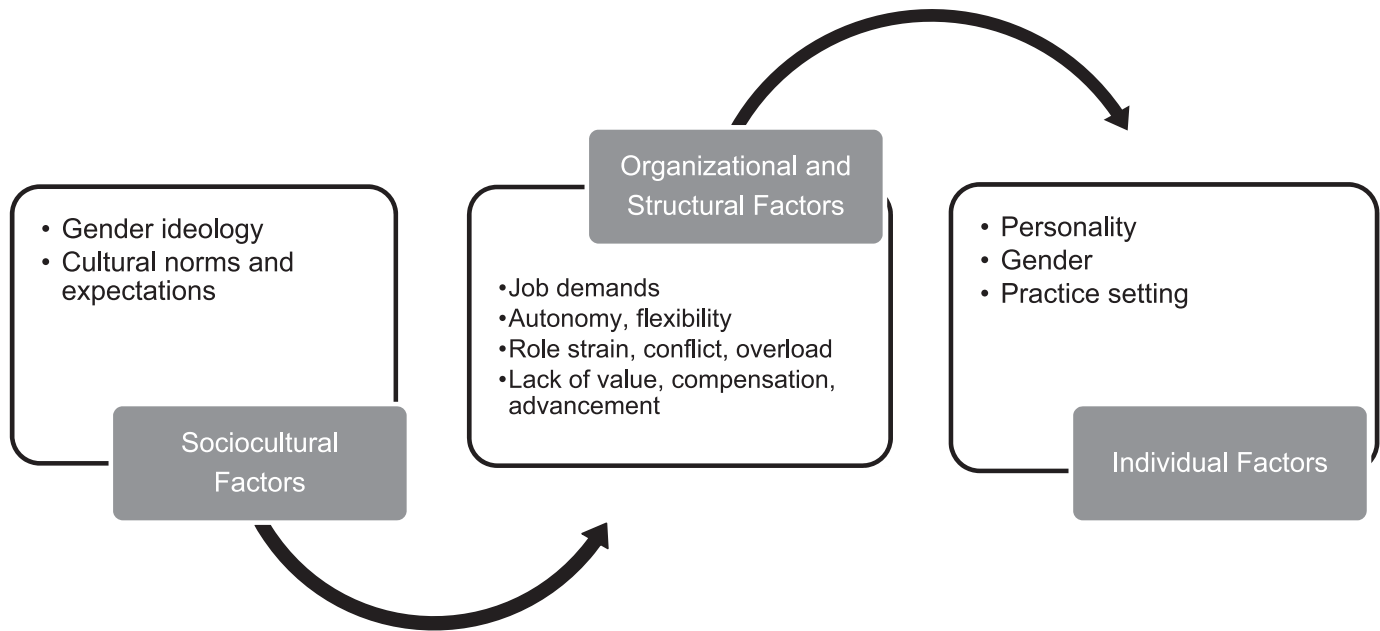 • Gender ideology
• Cultural norms and
expectations
Sociocultural
Factors
Organizational and
Structural Factors
•Job demands
•Autonomy, flexibility
•Role strain, conflict, overload
•Lack of value, compensation,
advancement
• Personality
• Gender
• Practice setting
Individual Factors